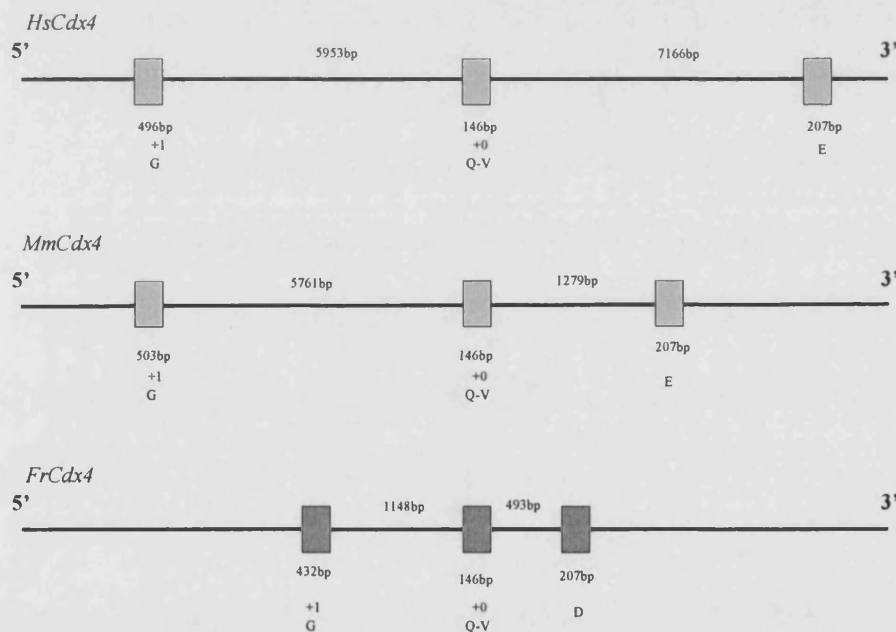 HsCdx4
5' 5953bp 7166bp 3'
496bp 146bp 207bp
+1 +0 E
G Q-V
MmCdx4
5' 5761bp 1279bp 3'
503bp 146bp 207bp
+1 +0 E
G Q-V
FrCdx4
5' 1148bp 493bp 3'
432bp 146bp 207bp
+1 +0 D
G Q-V